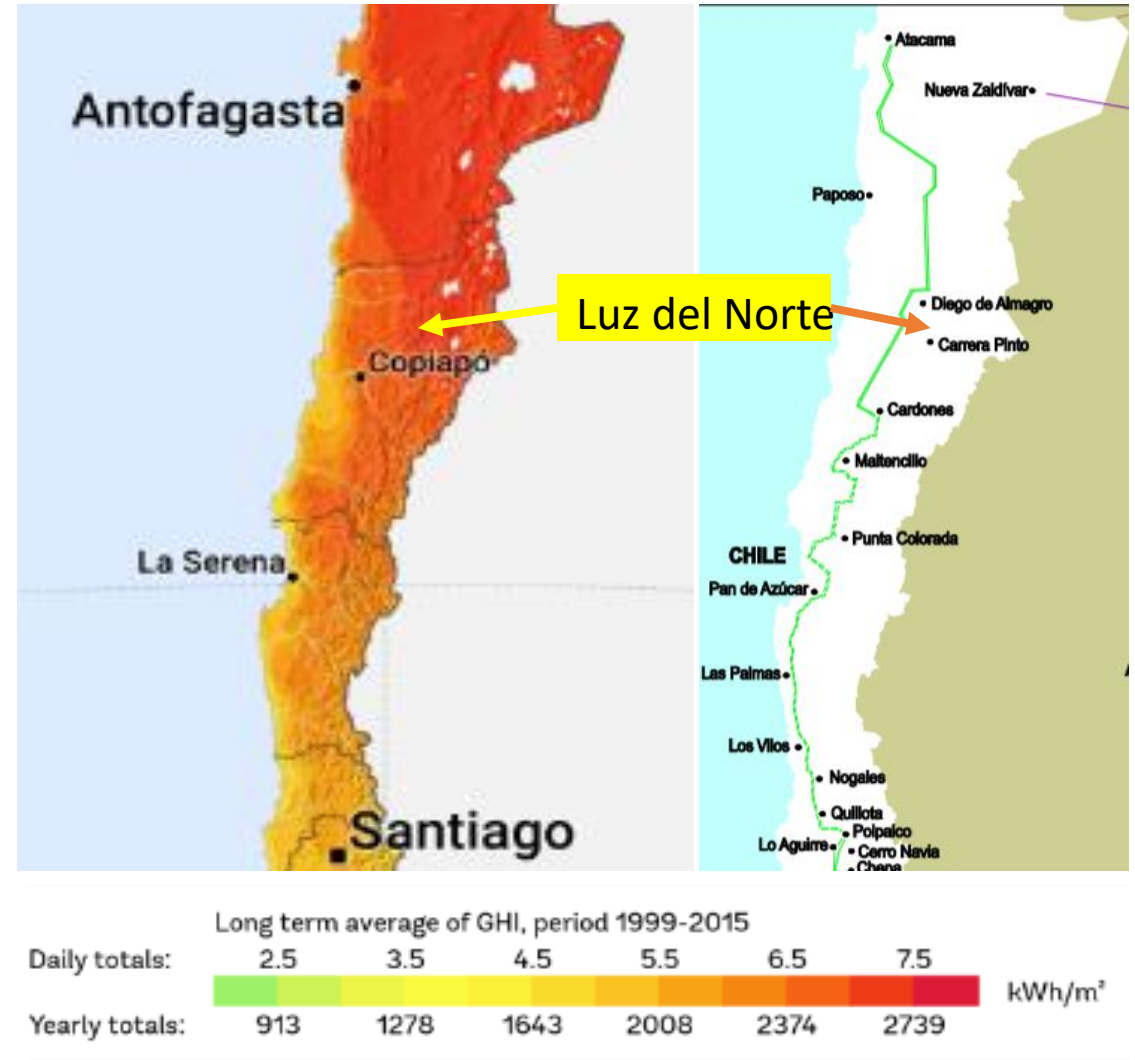 Antofagasta
Luz del Norte
Copiapó
La Serena
Santiago
Atacama
Nueva Zaldívar
Paposo
Diego de Almagro
Carrera Pinto
Cardones
Maitencillo
Punta Colorada
CHILE
Pan de Azúcar
Las Palmas
Los Vilos
Nogales
Quillota
Polpaico
Lo Aguirre
Cerro Navia
Long term average of GHI, period 1999-2015
Daily totals: 2.5 3.5 4.5 5.5 6.5 7.5
kWh/m²
Yearly totals: 913 1278 1643 2008 2374 2739